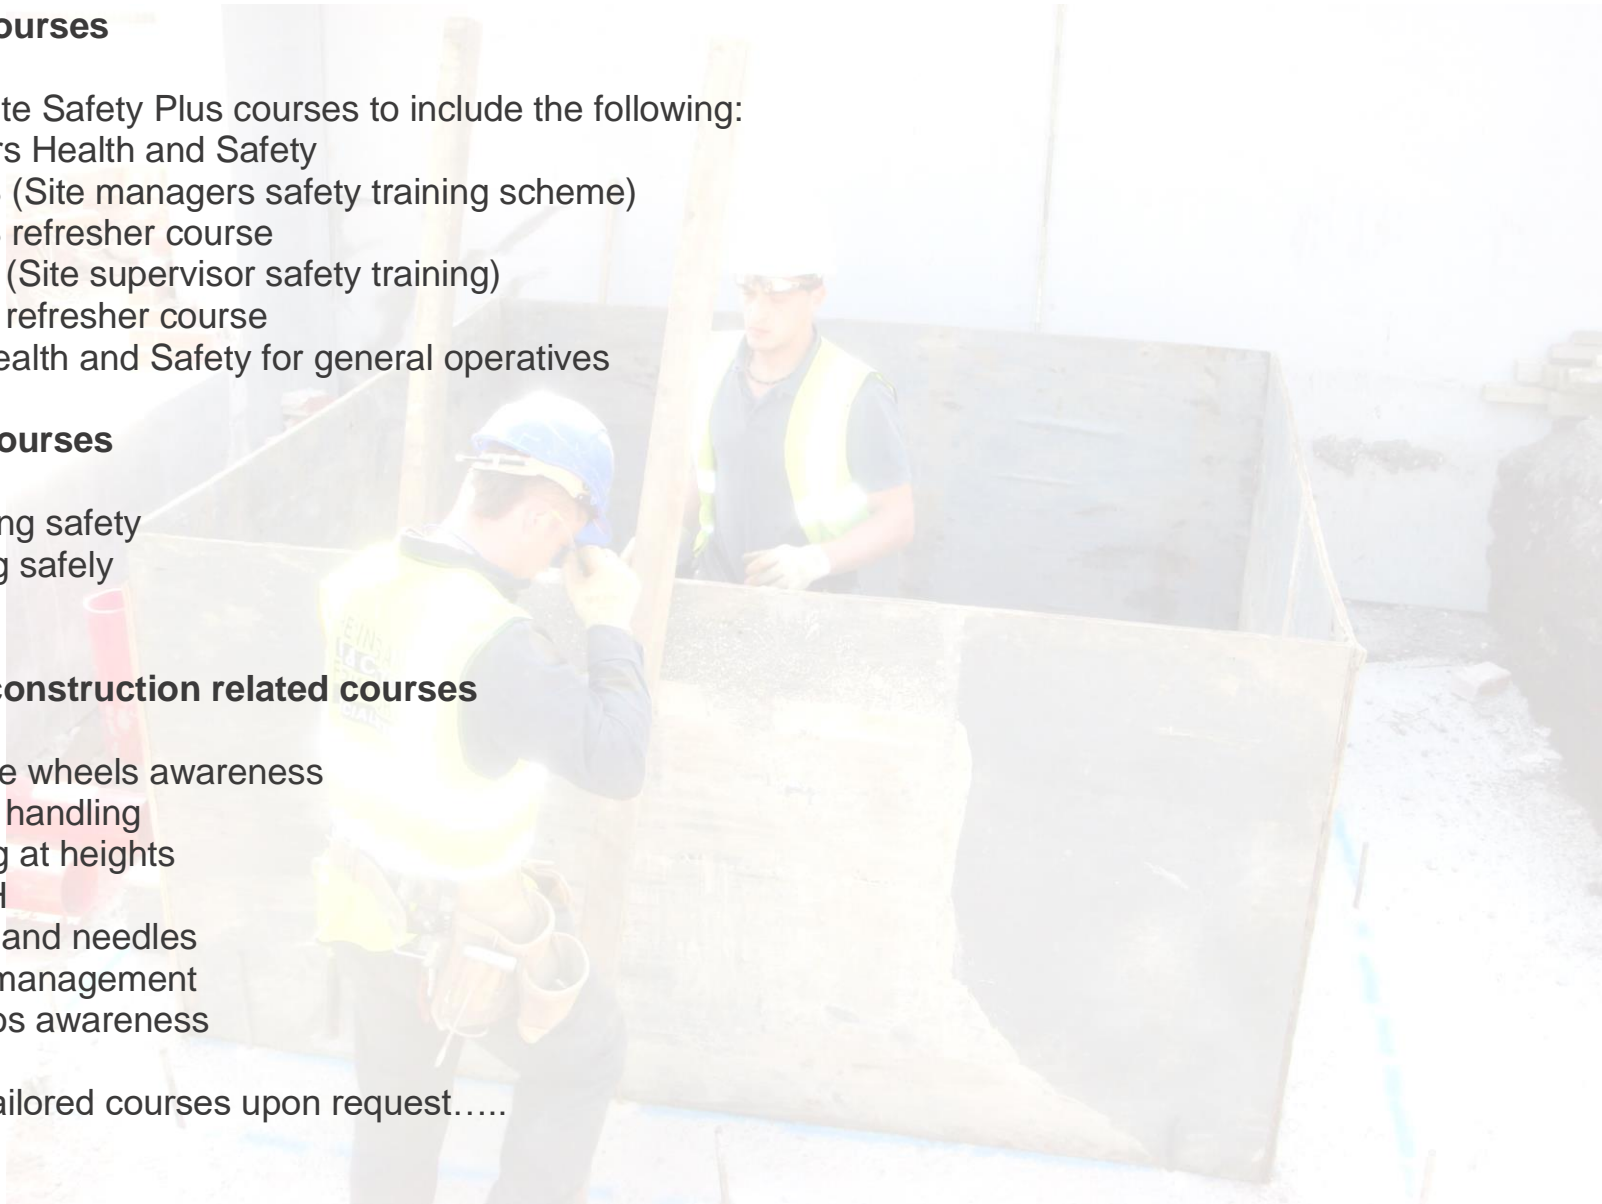 ourses
te Safety Plus courses to include the following:
rs Health and Safety
(Site managers safety training scheme)
refresher course
(Site supervisor safety training)
refresher course
ealth and Safety for general operatives
ourses
ng safety
g safely
construction related courses
e wheels awareness
handling
g at heights
H
and needles
management
os awareness
ailored courses upon request…..